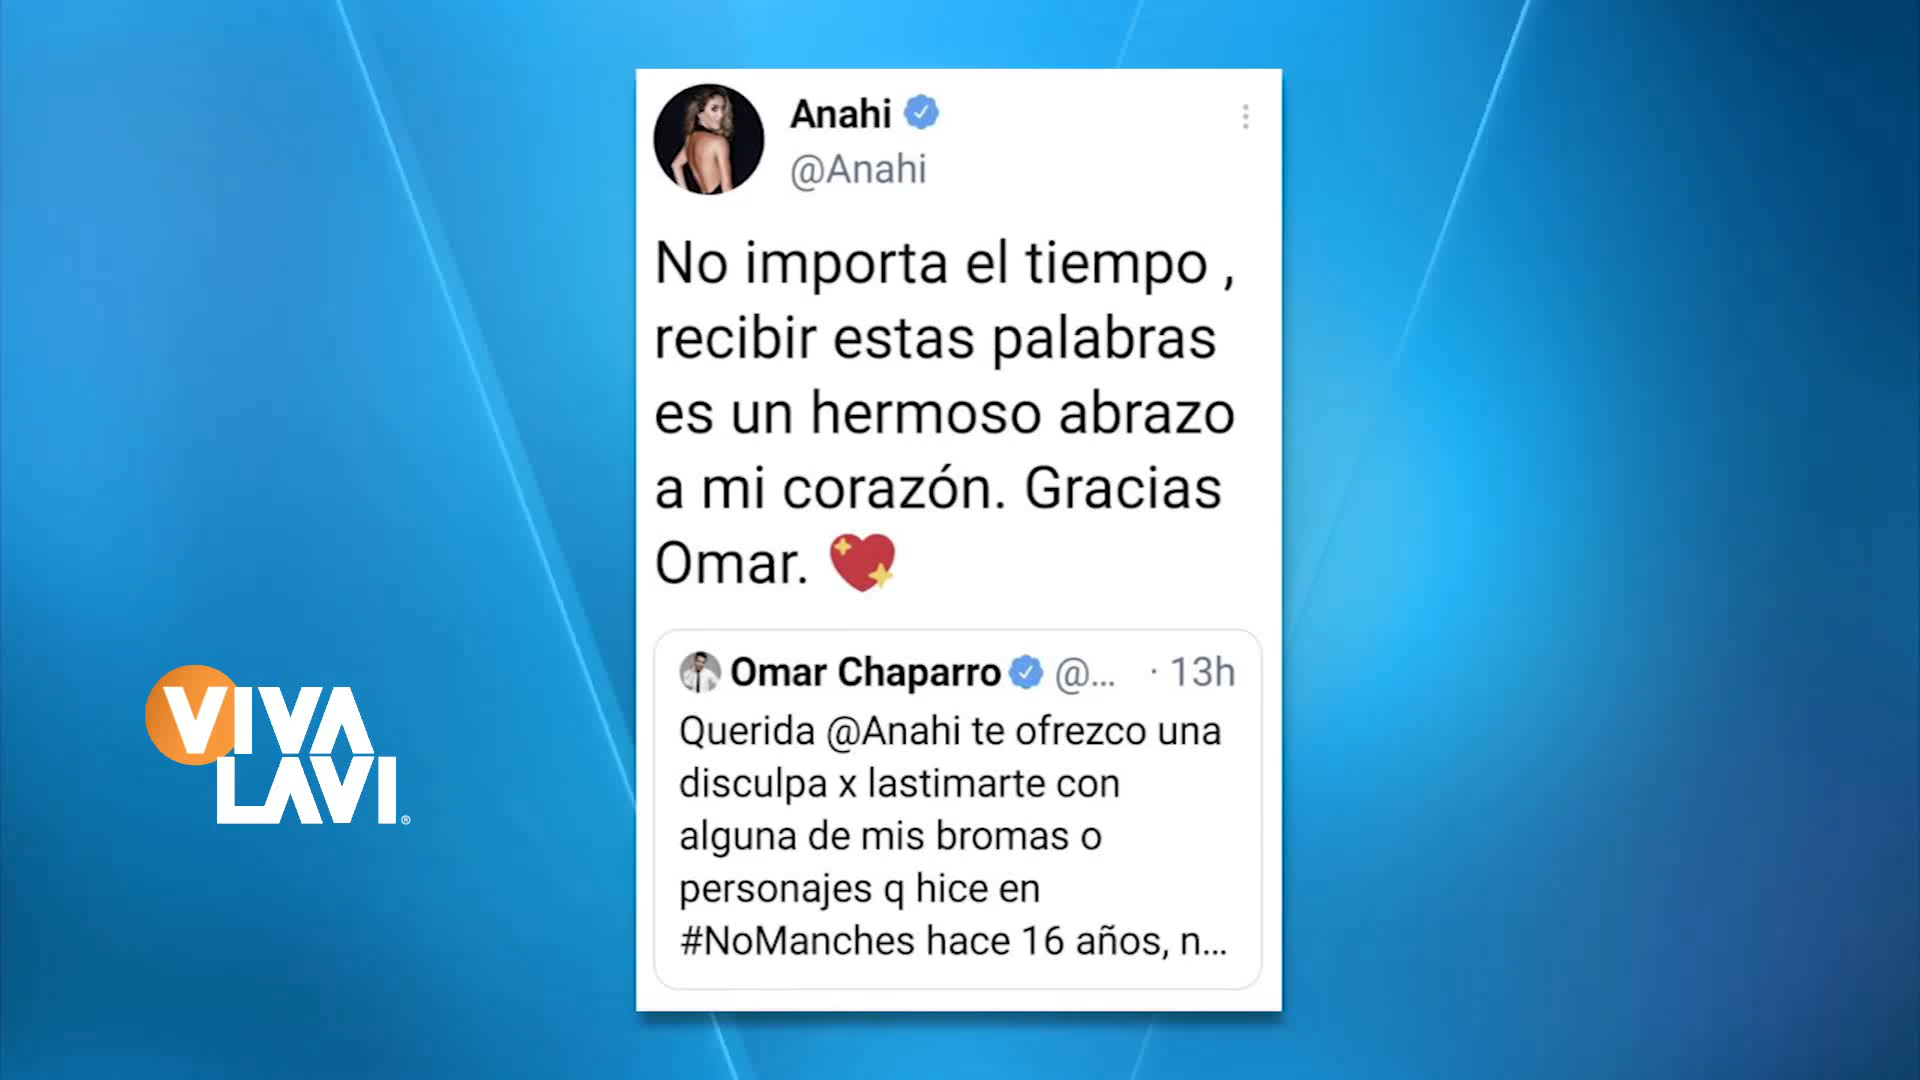 Anahi
@Anahi
No importa el tiempo ,
recibir estas palabras
es un hermoso abrazo
a mi corazón. Gracias
Omar. 💖
Omar Chaparro @... · 13h
Querida @Anahi te ofrezco una
disculpa x lastimarte con
alguna de mis bromas o
personajes q hice en
#NoManches hace 16 años, n...
VIVA
LAVI®